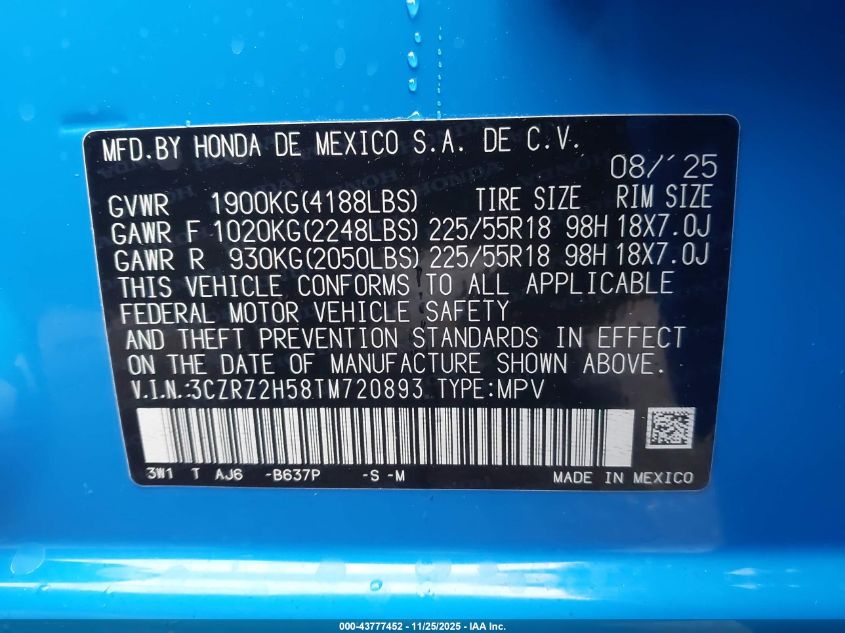 MFD.BY HONDA DE MEXICO S.A. DE C.V.
08/'25
GVWR 1900KG(4188LBS) TIRE SIZE RIM SIZE
GAWR F 1020KG(2248LBS) 225/55R18 98H 18X7.0J
GAWR R 930KG(2050LBS) 225/55R18 98H 18X7.0J
THIS VEHICLE CONFORMS TO ALL APPLICABLE
FEDERAL MOTOR VEHICLE SAFETY
AND THEFT PREVENTION STANDARDS IN EFFECT
ON THE DATE OF MANUFACTURE SHOWN ABOVE.
V.I.N.:3CZRZ2H58TM720893 TYPE:MPV
3W1 T AJ6 -B637P -S -M MADE IN MEXICO
000-43777452 - 11/25/2025 - IAA Inc.